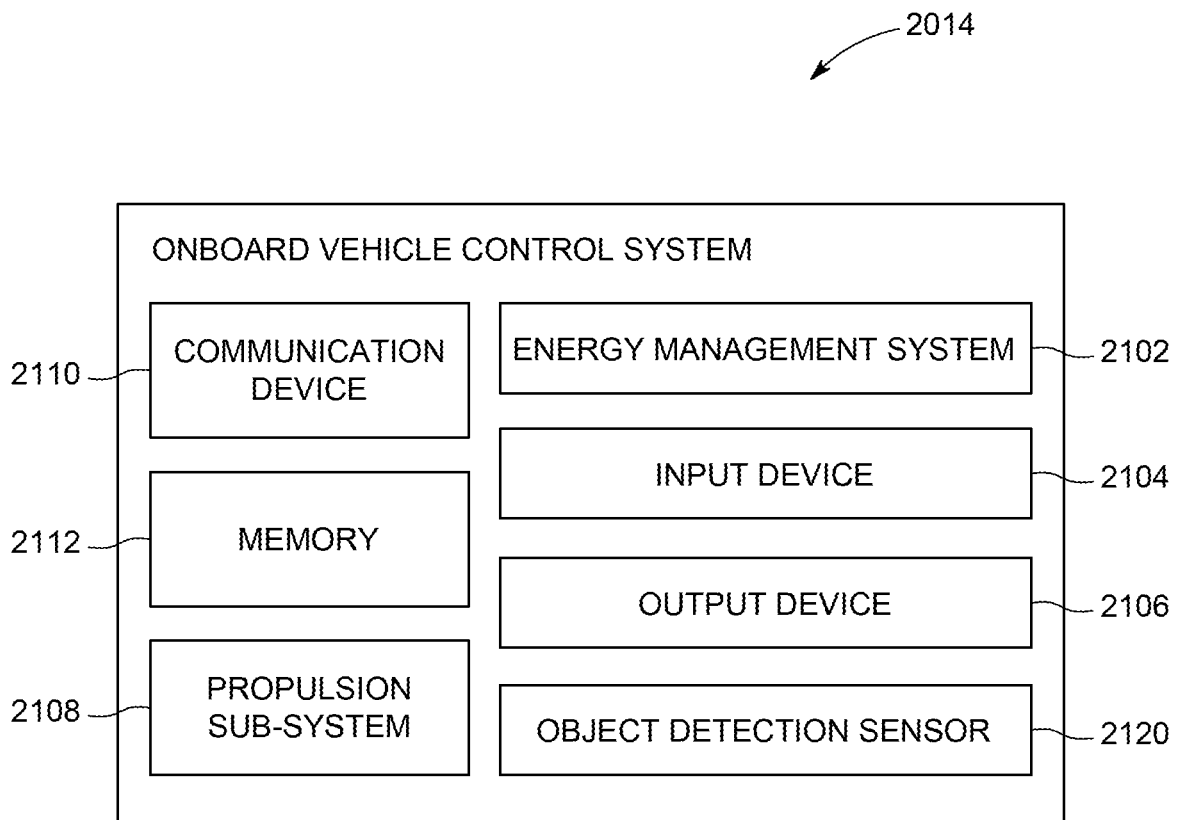 2014
ONBOARD VEHICLE CONTROL SYSTEM
COMMUNICATION
DEVICE
2110
ENERGY MANAGEMENT SYSTEM
2102
INPUT DEVICE
2104
MEMORY
2112
OUTPUT DEVICE
2106
PROPULSION
SUB-SYSTEM
2108
OBJECT DETECTION SENSOR
2120